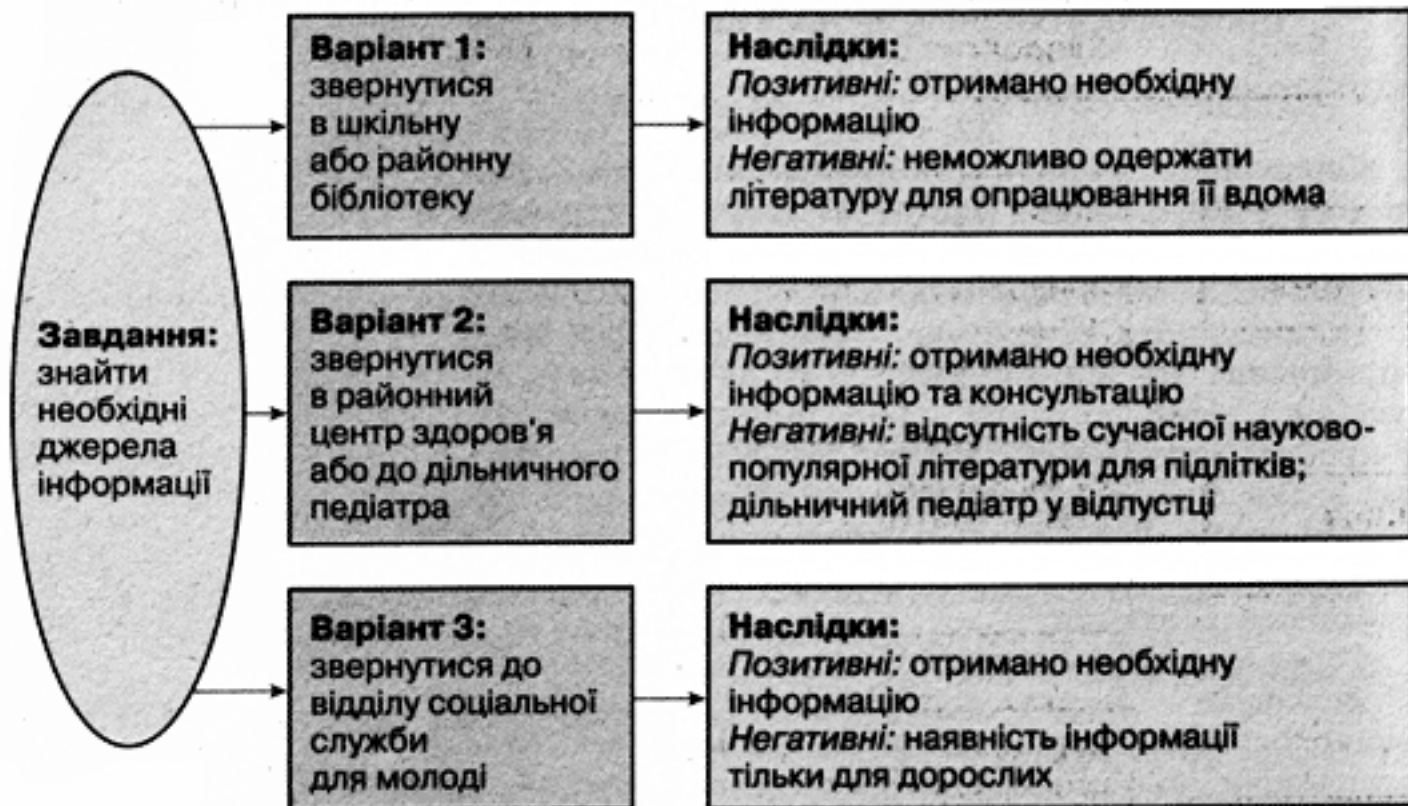 Завдання:
знайти
необхідні
джерела
інформації
Варіант 1:
звернутися
в шкільну
або районну
бібліотеку
Наслідки:
Позитивні: отримано необхідну
інформацію
Негативні: неможливо одержати
літературу для опрацювання її вдома
Варіант 2:
звернутися
в районний
центр здоров'я
або до дільничного
педіатра
Наслідки:
Позитивні: отримано необхідну
інформацію та консультацію
Негативні: відсутність сучасної науково-
популярної літератури для підлітків;
дільничний педіатр у відпустці
Варіант 3:
звернутися до
відділу соціальної
служби
для молоді
Наслідки:
Позитивні: отримано необхідну
інформацію
Негативні: наявність інформації
тільки для дорослих